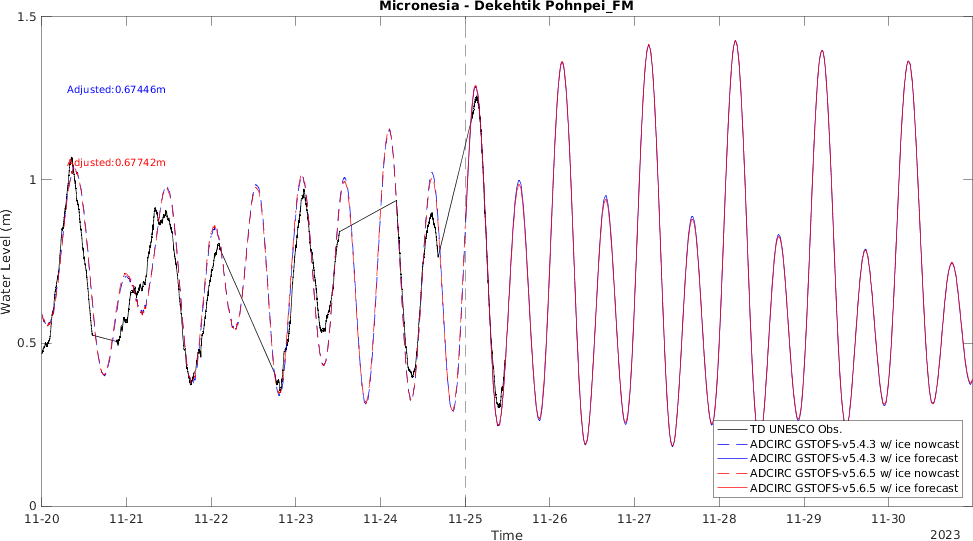 Micronesia - Dekehtik Pohnpei_FM
1.5
1
0.5
0
Water Level (m)
Adjusted:0.67446m
Adjusted:0.67742m
TD UNESCO Obs.
ADCIRC GSTOFS-v5.4.3 w/ ice nowcast
ADCIRC GSTOFS-v5.4.3 w/ ice forecast
ADCIRC GSTOFS-v5.6.5 w/ ice nowcast
ADCIRC GSTOFS-v5.6.5 w/ ice forecast
11-20 11-21 11-22 11-23 11-24 11-25 11-26 11-27 11-28 11-29 11-30
Time
2023